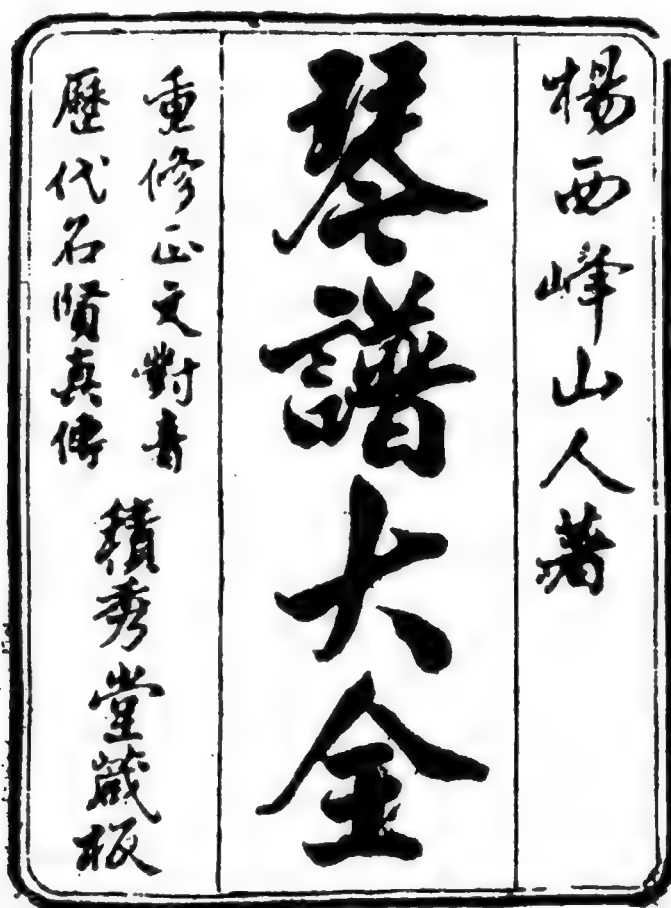 楊西峰山人著
琴譜大全
重修正文對音
歷代名賢真傳
積秀堂藏板